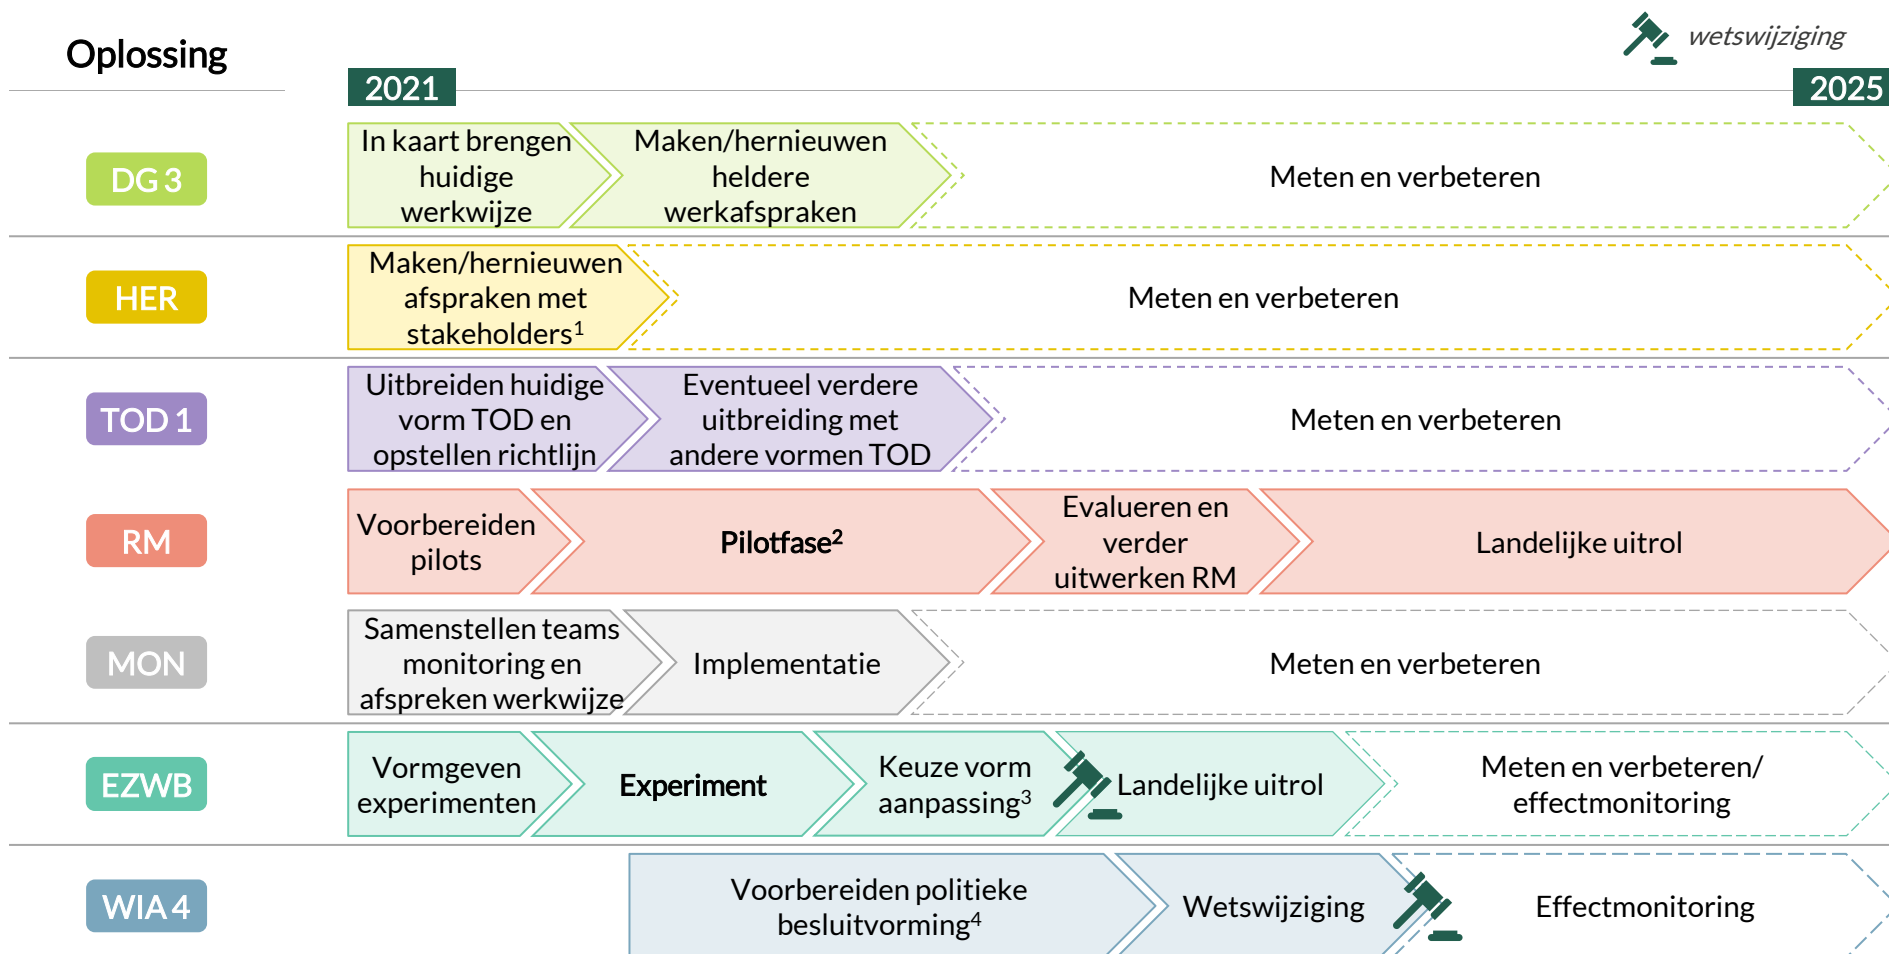 Oplossing
wetswijziging
2021
2025
DG 3
In kaart brengen
huidige
werkwijze
Maken/hernieuwen
heldere
werkafspraken
Meten en verbeteren
HER
Maken/hernieuwen
afspraken met
stakeholders¹
Meten en verbeteren
TOD 1
Uitbreiden huidige
vorm TOD en
opstellen richtlijn
Eventueel verdere
uitbreiding met
andere vormen TOD
Meten en verbeteren
RM
Voorbereiden
pilots
Pilotfase²
Evalueren en
verder
uitwerken RM
Landelijke uitrol
MON
Samenstellen teams
monitoring en
afspreken werkwijze
Implementatie
Meten en verbeteren
EZWB
Vormgeven
experimenten
Experiment
Keuze vorm
aanpassing³
Landelijke uitrol
Meten en verbeteren/
effectmonitoring
WIA 4
Voorbereiden politieke
besluitvorming⁴
Wetswijziging
Effectmonitoring